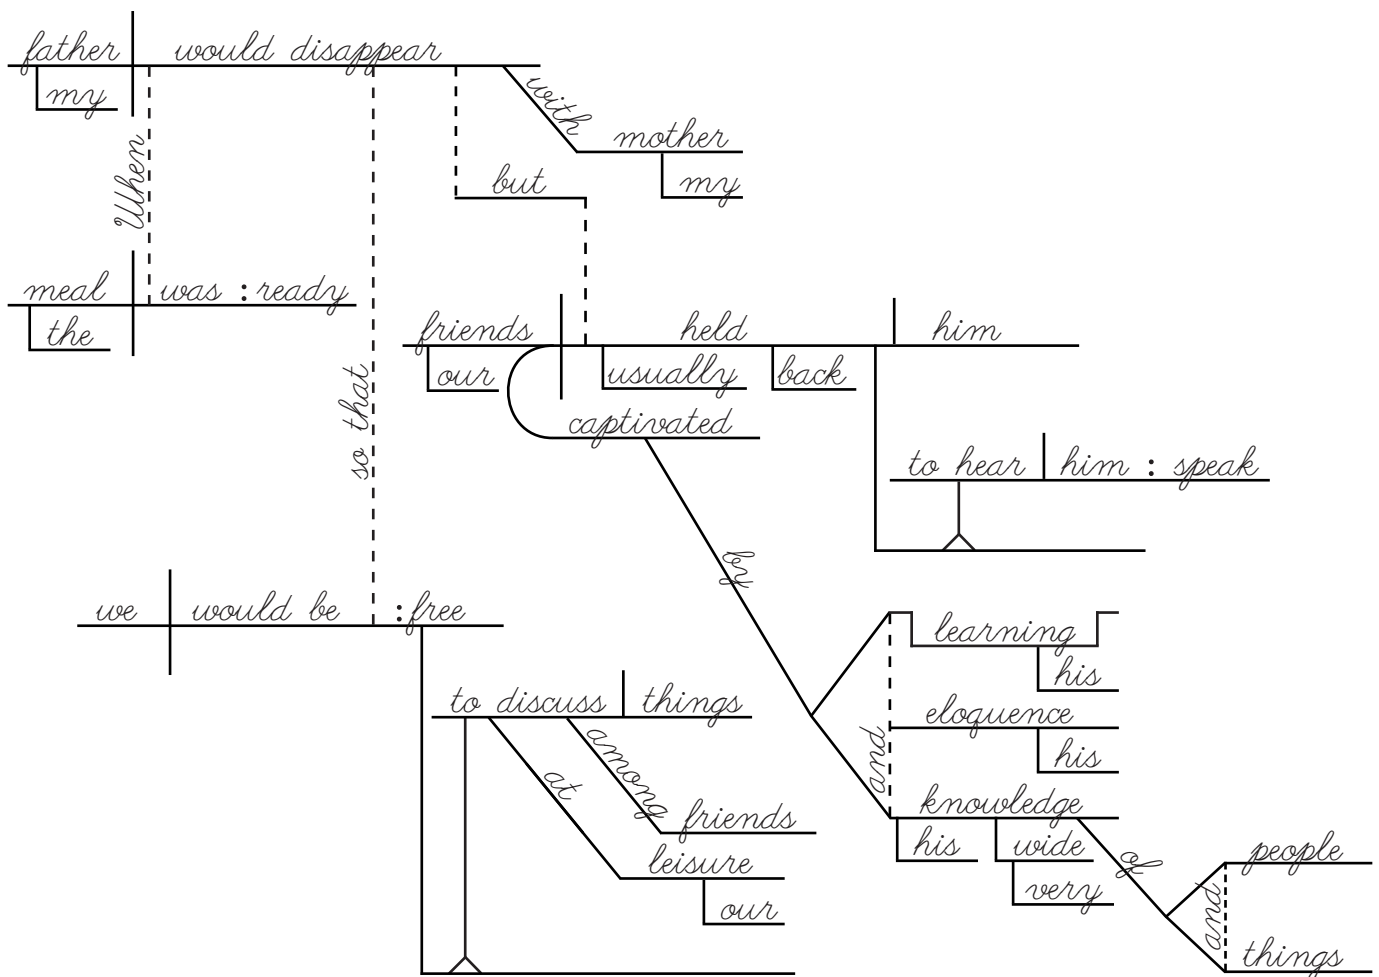 father would disappear
my
with
mother
my
When
but
meal was : ready
the
friends held him
our usually back
captivated
so that
to hear him : speak
by
we would be : free
learning
his
to discuss things
eloquence
his
and
at among
knowledge
his wide of
very
friends
leisure
our
people
and
things